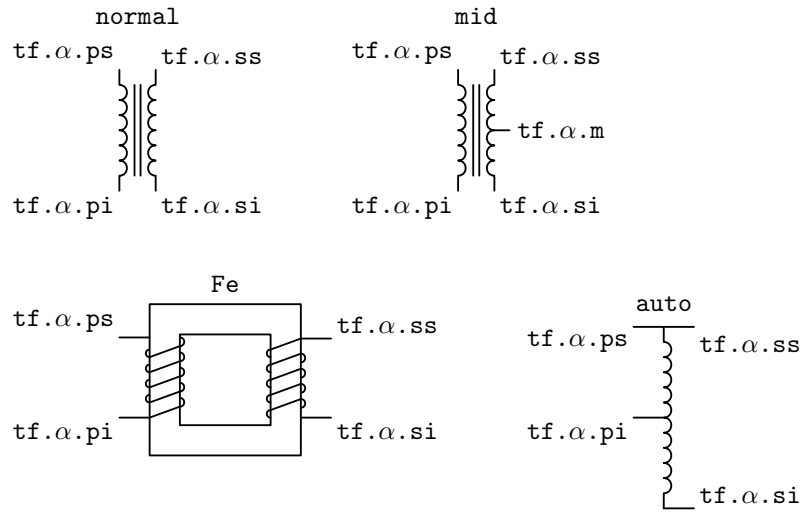 normal
tf.α.ps
tf.α.ss
tf.α.pi
tf.α.si
mid
tf.α.ps
tf.α.ss
tf.α.m
tf.α.pi
tf.α.si
Fe
tf.α.ps
tf.α.ss
tf.α.pi
tf.α.si
auto
tf.α.ps
tf.α.ss
tf.α.pi
tf.α.si